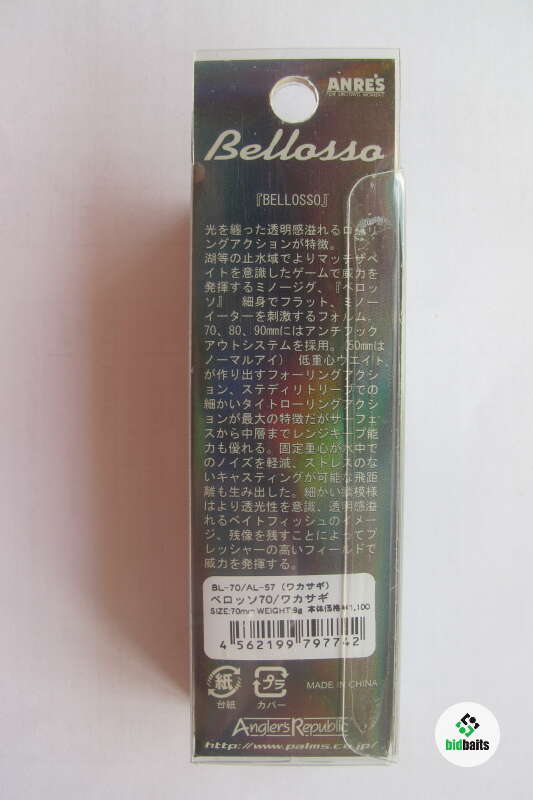 ANRE'S
Bellosso
『BELLOSSO』
光を纏った透明感溢れるロー
ングアクションが特徴。
湖等の止水域でよりマッチザベ
イトを意識したゲームで威力を
発揮するミノージグ、『ベロッ
ソ』 細身でフラット、ミノー
イーターを刺激するフォルム。
70、80、90mmにはアンチフック
アウトシステムを採用。 50mmは
ノーマルアイ) 低重心ウエイト
が作り出すフォーリングアクシ
ョン、ステディリトリーブでの
細かいタイトローリングアクシ
ョンが最大の特徴だがサーフェ
スから中層までレンジキープ能
力も優れる。固定重心が水中で
のノイズを軽減、ストレスのな
いキャスティングが可能な飛距
離も生み出した。細かい鱗模様
はより透光性を意識、透明感溢
れるベイトフィッシュのイメー
ジ、残像を残すことによってプ
レッシャーの高いフィールドで
威力を発揮する。
BL-70/AL-57 (ワカサギ)
ベロッソ70/ワカサギ
SIZE:70mm WEIGHT:9g 本体価格¥1,100
4 562199 797742
紙
台紙
プラ
カバー
MADE IN CHINA
Angler's Republic
http://www.palms.co.jp/
bidbaits